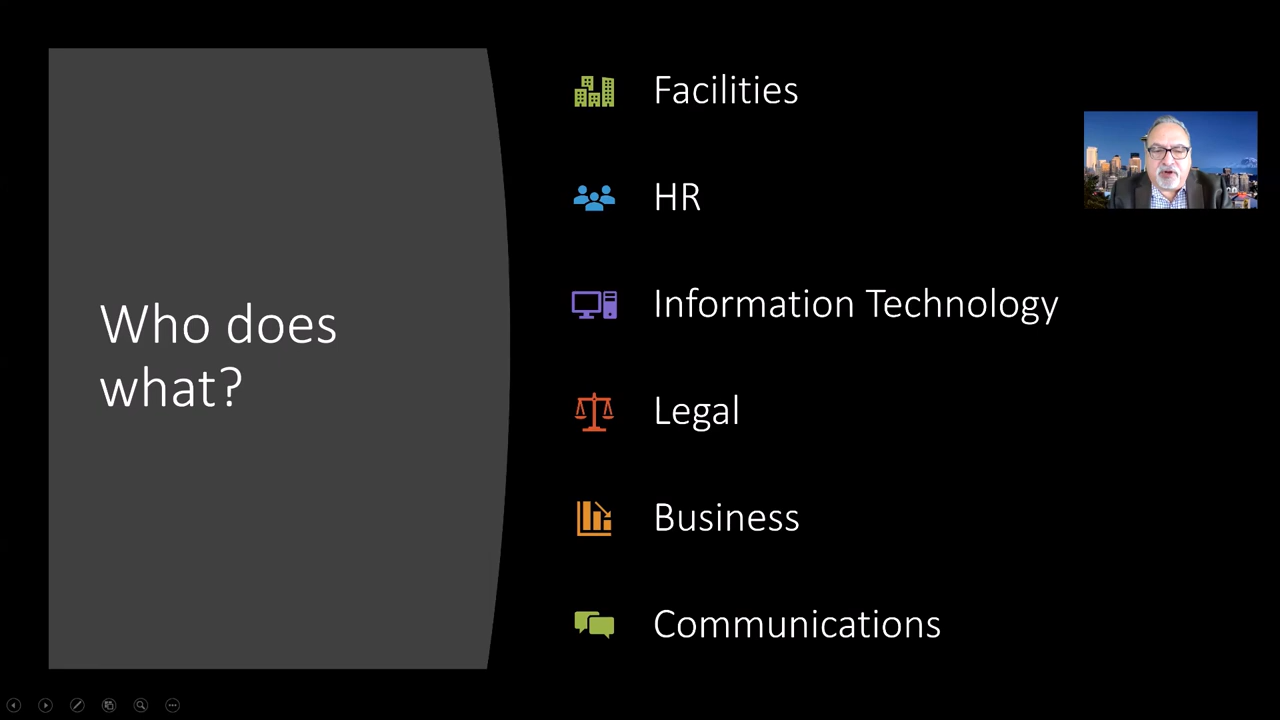 Who does
what?
Facilities
HR
Information Technology
Legal
Business
Communications